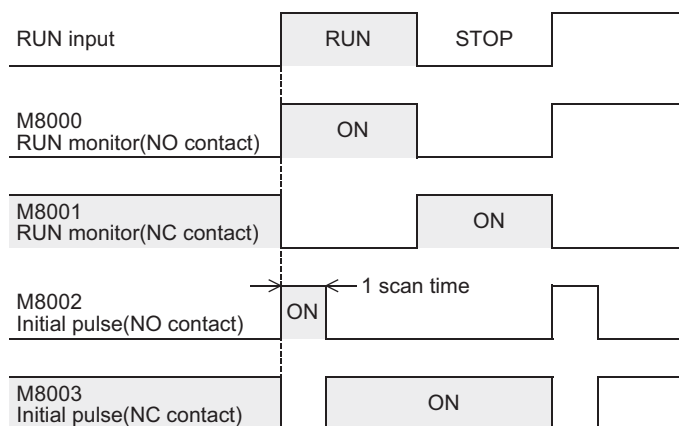 RUN input
RUN
STOP
M8000
RUN monitor(NO contact)
ON
M8001
RUN monitor(NC contact)
ON
1 scan time
M8002
Initial pulse(NO contact)
ON
M8003
Initial pulse(NC contact)
ON